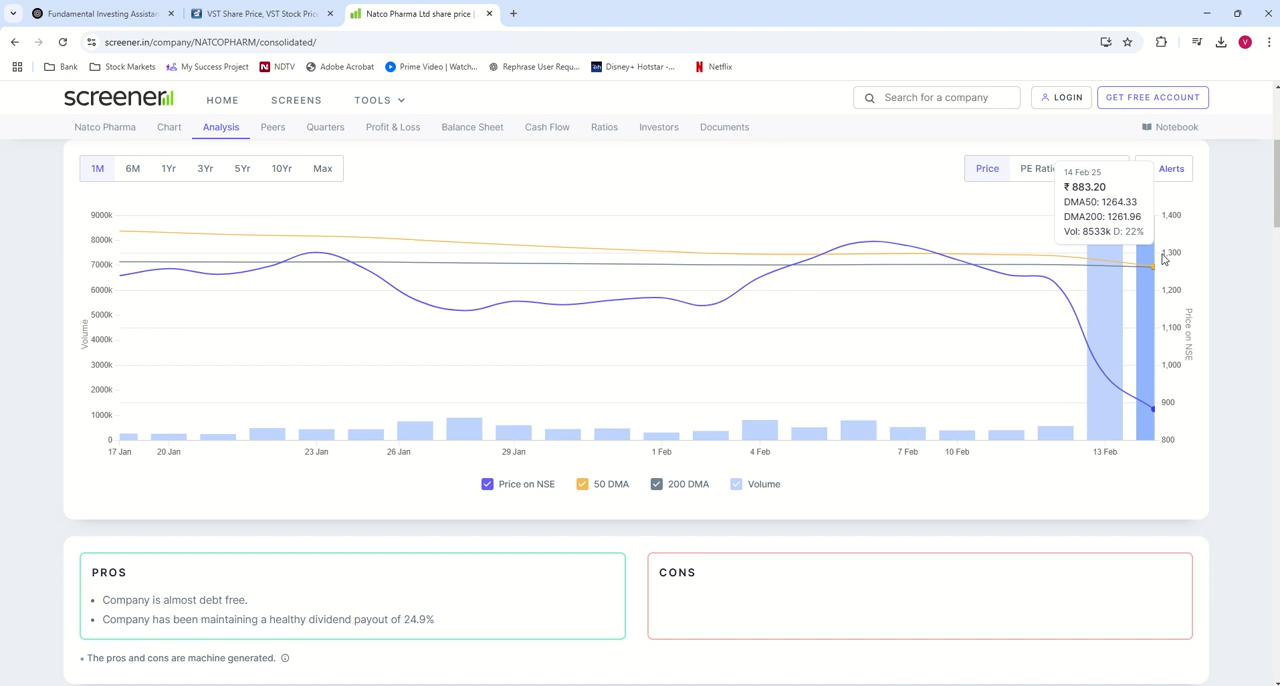 Fundamental Investing Assistan
VST Share Price, VST Stock Price
Natco Pharma Ltd share price |
screener.in/company/NATCOPHARM/consolidated/
V
Bank
Stock Markets
My Success Project
NDTV
Adobe Acrobat
Prime Video | Watch...
Rephrase User Requ...
Disney+ Hotstar -...
Netflix
screener
HOME
SCREENS
TOOLS
Search for a company
LOGIN
GET FREE ACCOUNT
Natco Pharma
Chart
Analysis
Peers
Quarters
Profit & Loss
Balance Sheet
Cash Flow
Ratios
Investors
Documents
Notebook
1M
6M
1Yr
3Yr
5Yr
10Yr
Max
Price
PE Ratio
Alerts
14 Feb 25
₹ 883.20
DMA50: 1264.33
DMA200: 1261.96
Vol: 8533k D: 22%
9000k
8000k
7000k
6000k
5000k
4000k
3000k
2000k
1000k
0
Volume
1,400
1,300
1,200
1,100
1,000
900
800
Price on NSE
17 Jan
20 Jan
23 Jan
26 Jan
29 Jan
1 Feb
4 Feb
7 Feb
10 Feb
13 Feb
Price on NSE
50 DMA
200 DMA
Volume
PROS
Company is almost debt free.
Company has been maintaining a healthy dividend payout of 24.9%
CONS
The pros and cons are machine generated.